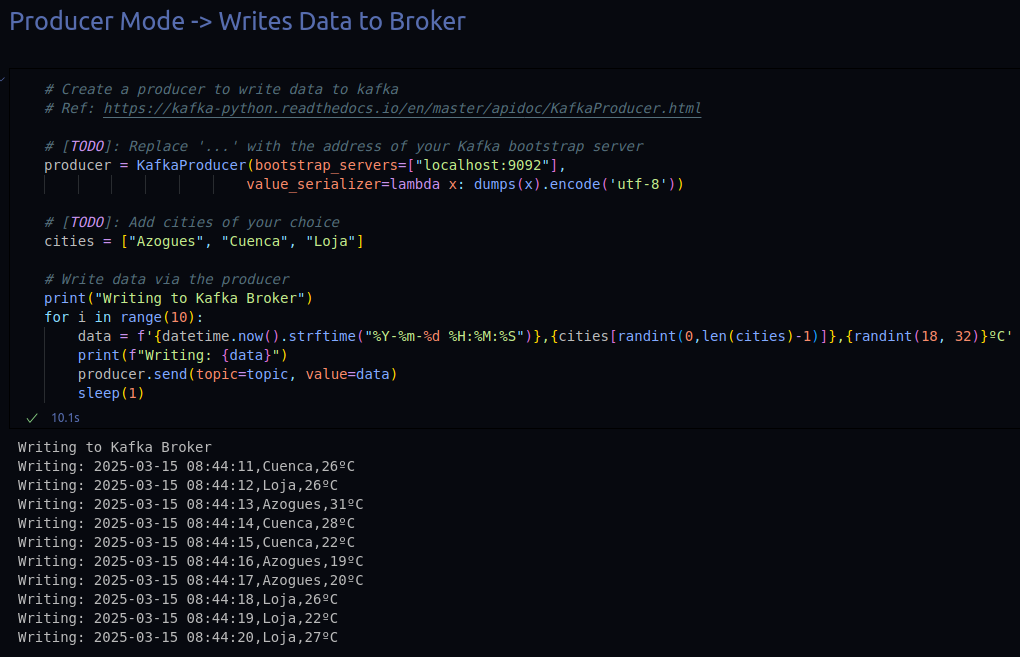 Producer Mode -> Writes Data to Broker
# Create a producer to write data to kafka
# Ref: https://kafka-python.readthedocs.io/en/master/apidoc/KafkaProducer.html
# [TODO]: Replace '...' with the address of your Kafka bootstrap server
producer = KafkaProducer(bootstrap_servers=["localhost:9092"],
value_serializer=lambda x: dumps(x).encode('utf-8'))
# [TODO]: Add cities of your choice
cities = ["Azogues", "Cuenca", "Loja"]
# Write data via the producer
print("Writing to Kafka Broker")
for i in range(10):
data = f'{datetime.now().strftime("%Y-%m-%d %H:%M:%S")},{cities[randint(0,len(cities)-1)]},{randint(18, 32)}ºC'
print(f"Writing: {data}")
producer.send(topic=topic, value=data)
sleep(1)
10.1s
Writing to Kafka Broker
Writing: 2025-03-15 08:44:11,Cuenca,26ºC
Writing: 2025-03-15 08:44:12,Loja,26ºC
Writing: 2025-03-15 08:44:13,Azogues,31ºC
Writing: 2025-03-15 08:44:14,Cuenca,28ºC
Writing: 2025-03-15 08:44:15,Cuenca,22ºC
Writing: 2025-03-15 08:44:16,Azogues,19ºC
Writing: 2025-03-15 08:44:17,Azogues,20ºC
Writing: 2025-03-15 08:44:18,Loja,26ºC
Writing: 2025-03-15 08:44:19,Loja,22ºC
Writing: 2025-03-15 08:44:20,Loja,27ºC